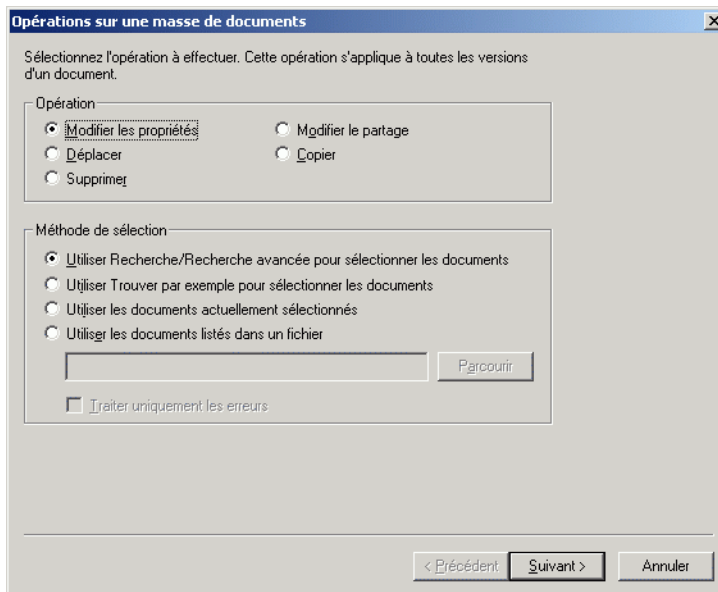 Opérations sur une masse de documents
Sélectionnez l'opération à effectuer. Cette opération s'applique à toutes les versions
d'un document.
Opération
Modifier les propriétés
Modifier le partage
Déplacer
Copier
Supprimer
Méthode de sélection
Utiliser Recherche/Recherche avancée pour sélectionner les documents
Utiliser Trouver par exemple pour sélectionner les documents
Utiliser les documents actuellement sélectionnés
Utiliser les documents listés dans un fichier
Parcourir
Traiter uniquement les erreurs
< Précédent
Suivant >
Annuler